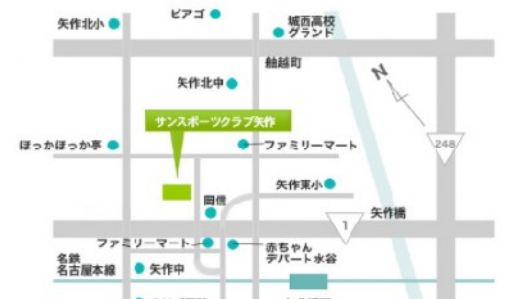 ピアゴ
矢作北小
城西高校
グランド
舳越町
N
矢作北中
サンスポーツクラブ矢作
ほっかほっか亭
ファミリーマート
248
矢作東小
岡信
1
矢作橋
ファミリーマート
赤ちゃん
デパート水谷
名鉄
名古屋本線
矢作中